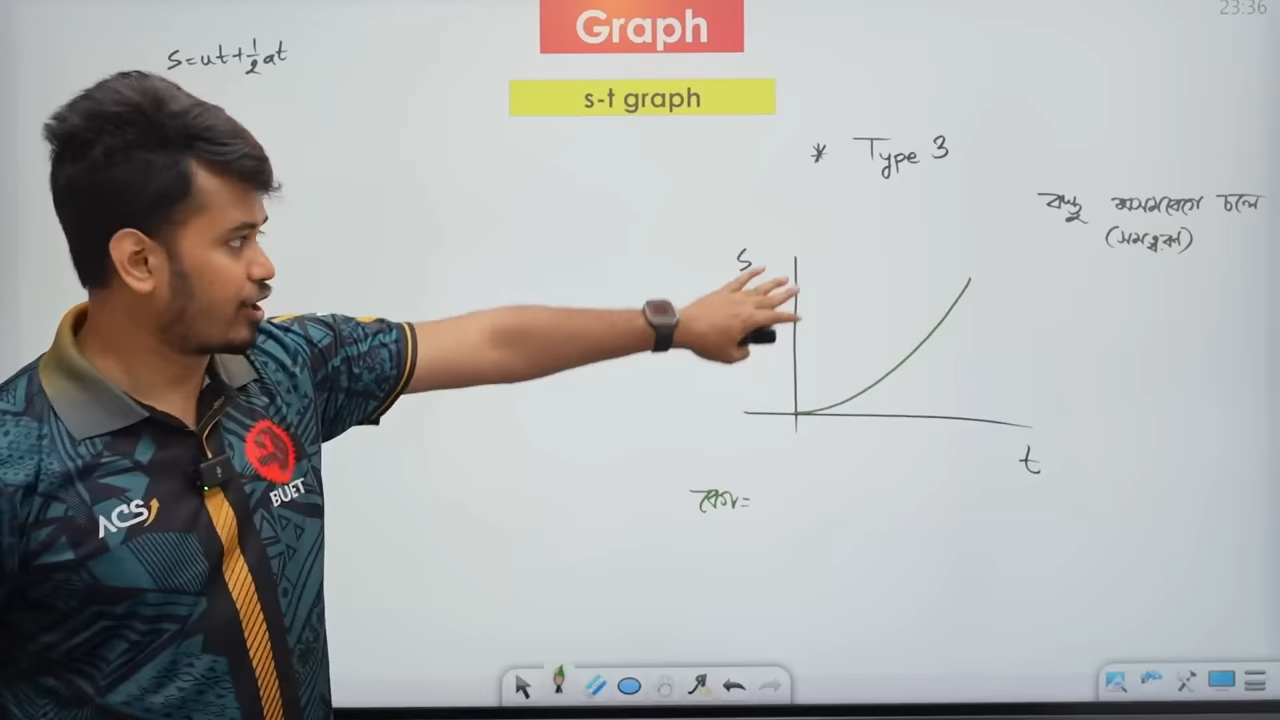 23:36
Graph
s=ut+½at
s-t graph
* Type 3
বস্তু অসমবেগে চলে
(সমত্বরণ)
s
t
বেগ=
ACS
BUET